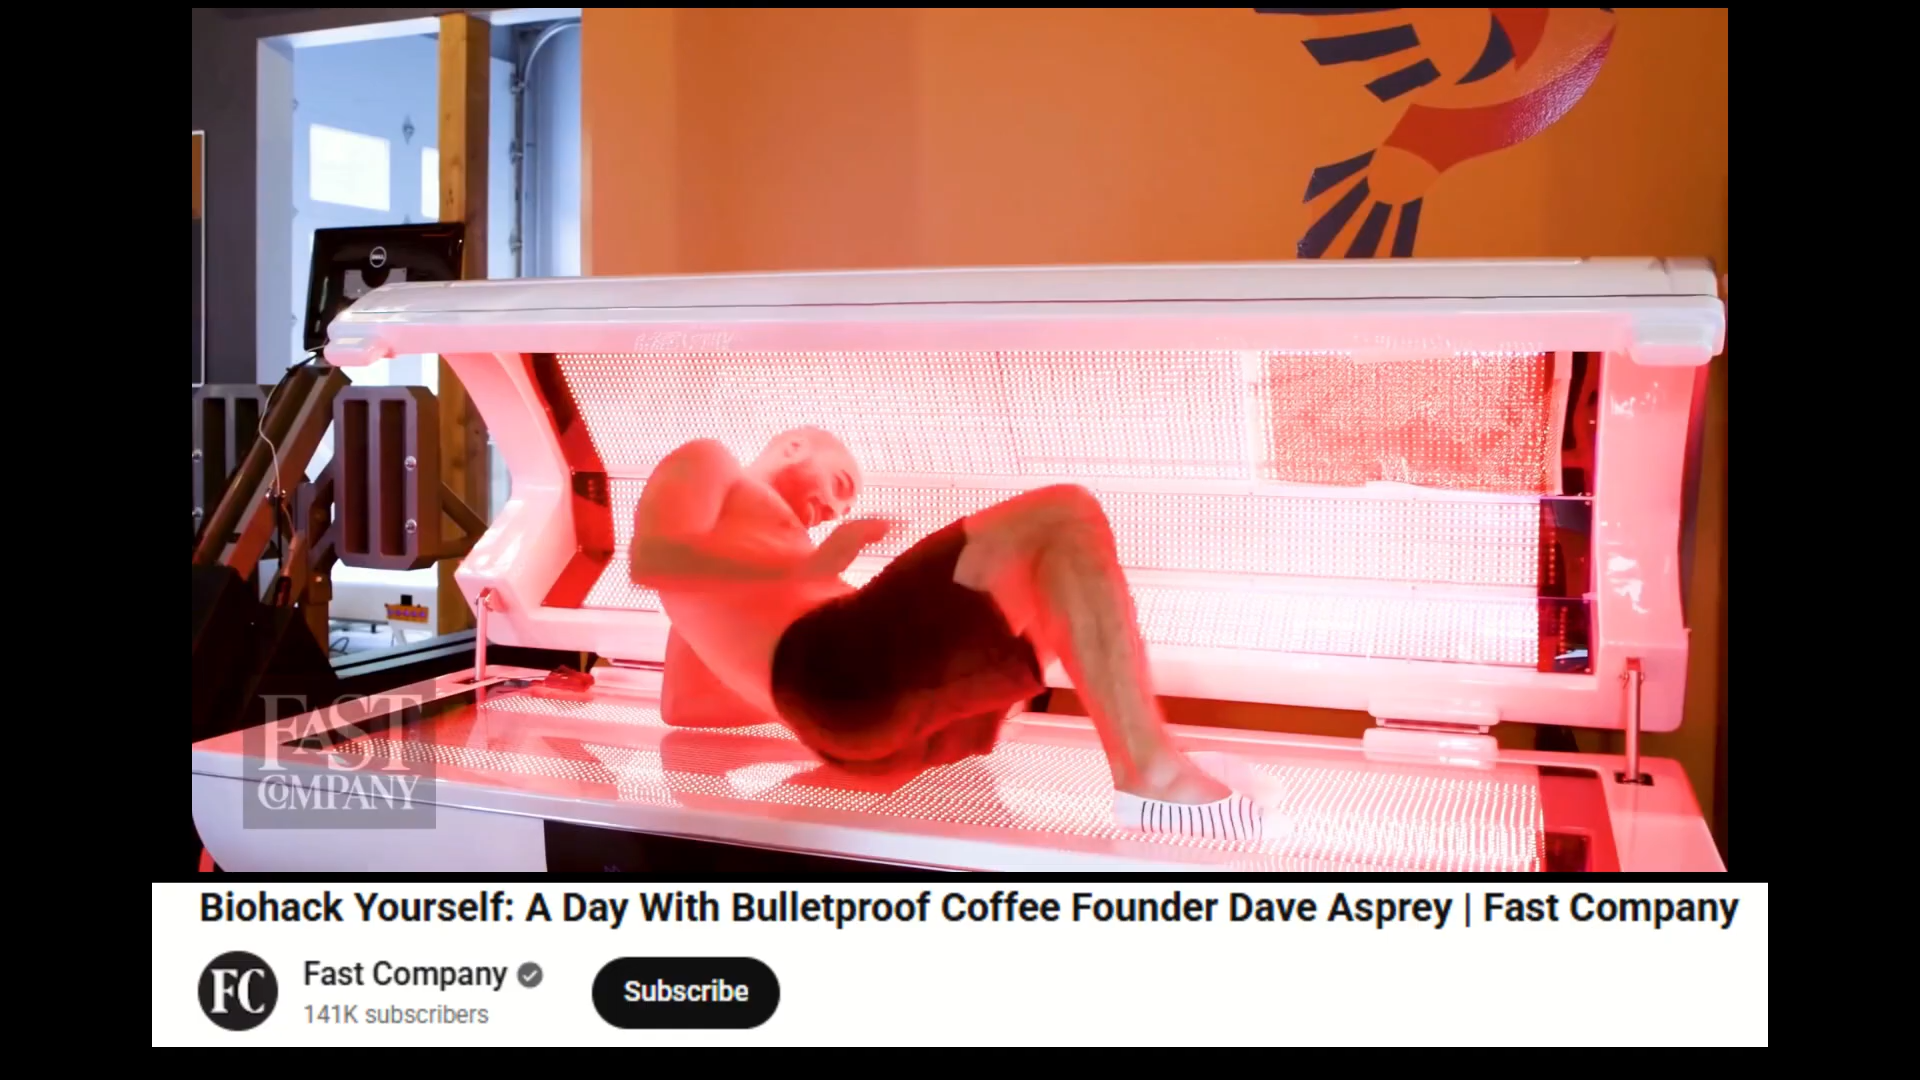 DELL
FAST
COMPANY
Biohack Yourself: A Day With Bulletproof Coffee Founder Dave Asprey | Fast Company
FC
Fast Company
141K subscribers
Subscribe